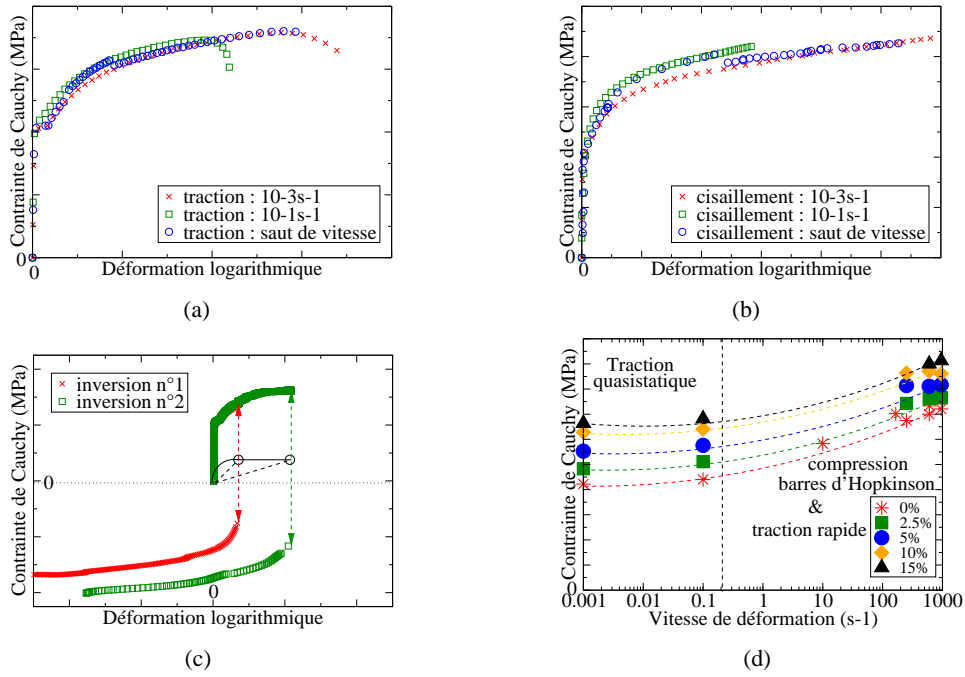 Contrainte de Cauchy (MPa)
traction : 10-3s-1
traction : 10-1s-1
traction : saut de vitesse
0
0
Déformation logarithmique
(a)
Contrainte de Cauchy (MPa)
cisaillement : 10-3s-1
cisaillement : 10-1s-1
cisaillement : saut de vitesse
0
0
Déformation logarithmique
(b)
Contrainte de Cauchy (MPa)
inversion n°1
inversion n°2
0
0
Déformation logarithmique
(c)
Contrainte de Cauchy (MPa)
Traction
quasistatique
compression
barres d'Hopkinson
&
traction rapide
0%
2.5%
5%
10%
15%
0
0.001 0.01 0.1 1 10 100 1000
Vitesse de déformation (s-1)
(d)